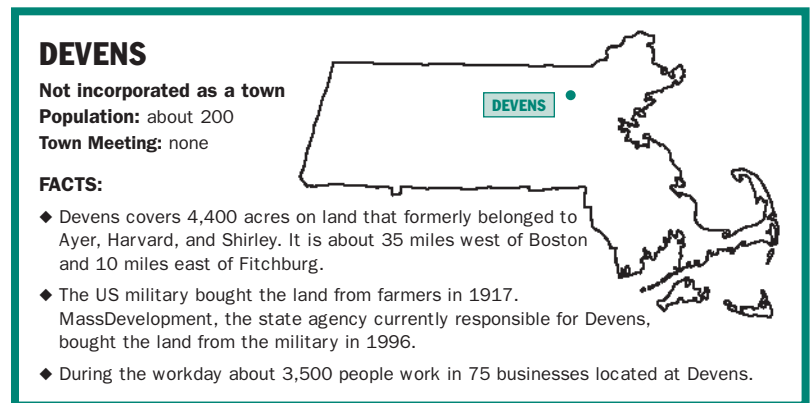 DEVENS
Not incorporated as a town
Population: about 200
Town Meeting: none
DEVENS
FACTS:
◆ Devens covers 4,400 acres on land that formerly belonged to
Ayer, Harvard, and Shirley. It is about 35 miles west of Boston
and 10 miles east of Fitchburg.
◆ The US military bought the land from farmers in 1917.
MassDevelopment, the state agency currently responsible for Devens,
bought the land from the military in 1996.
◆ During the workday about 3,500 people work in 75 businesses located at Devens.